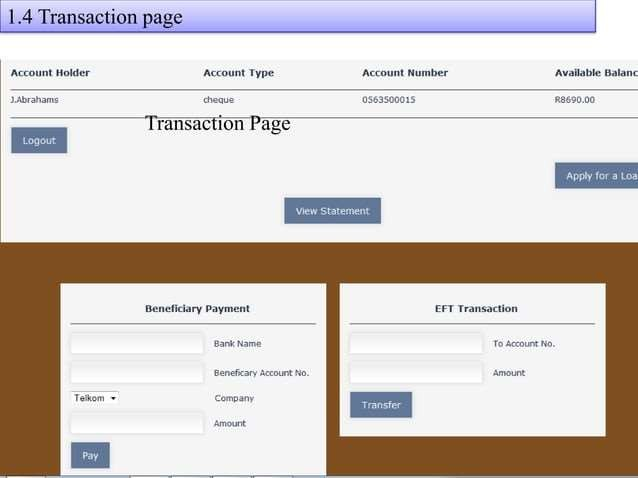 1.4 Transaction page
Account Holder Account Type Account Number Available Balanc
J.Abrahams cheque 0563500015 R8690.00
Transaction Page
Logout
Apply for a Loa
View Statement
Beneficiary Payment
Bank Name
Beneficary Account No.
Telkom Company
Amount
Pay
EFT Transaction
To Account No.
Amount
Transfer